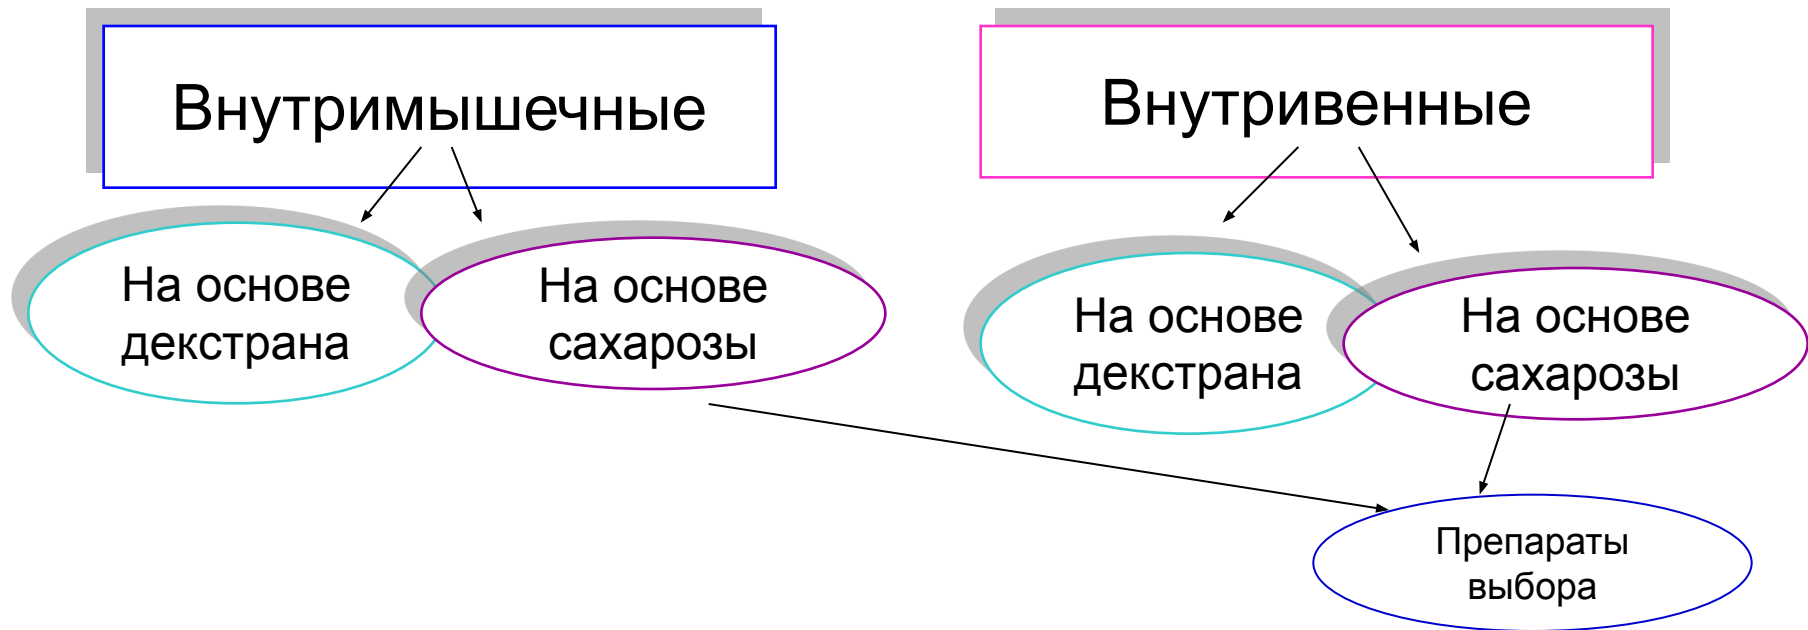 Внутримышечные
Внутривенные
На основе
декстрана
На основе
сахарозы
На основе
декстрана
На основе
сахарозы
Препараты
выбора